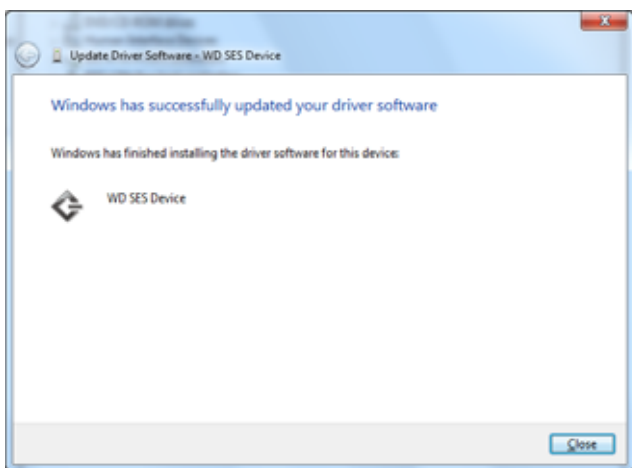 Update Driver Software - WD SES Device
Windows has successfully updated your driver software
Windows has finished installing the driver software for this device:
WD SES Device
Close